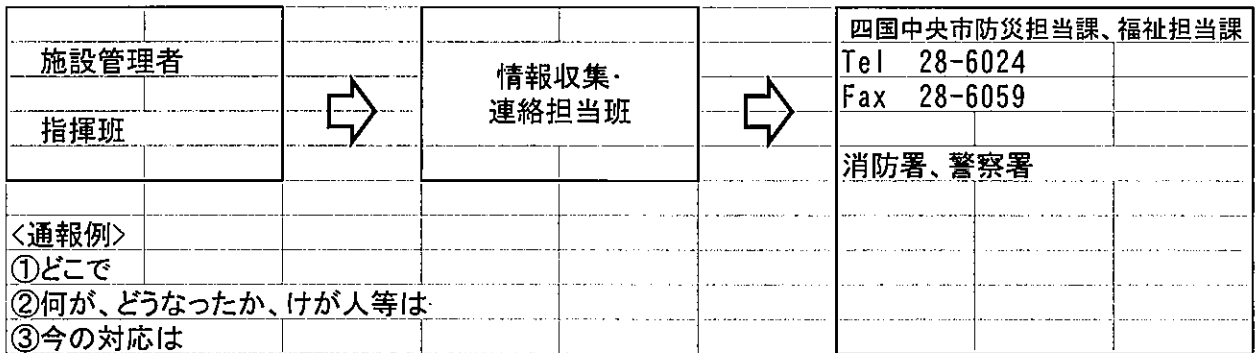 施設管理者
指揮班
情報収集・
連絡担当班
四国中央市防災担当課、福祉担当課
Tel 28-6024
Fax 28-6059
消防署、警察署
<通報例>
①どこで
②何が、どうなったか、けが人等は
③今の対応は